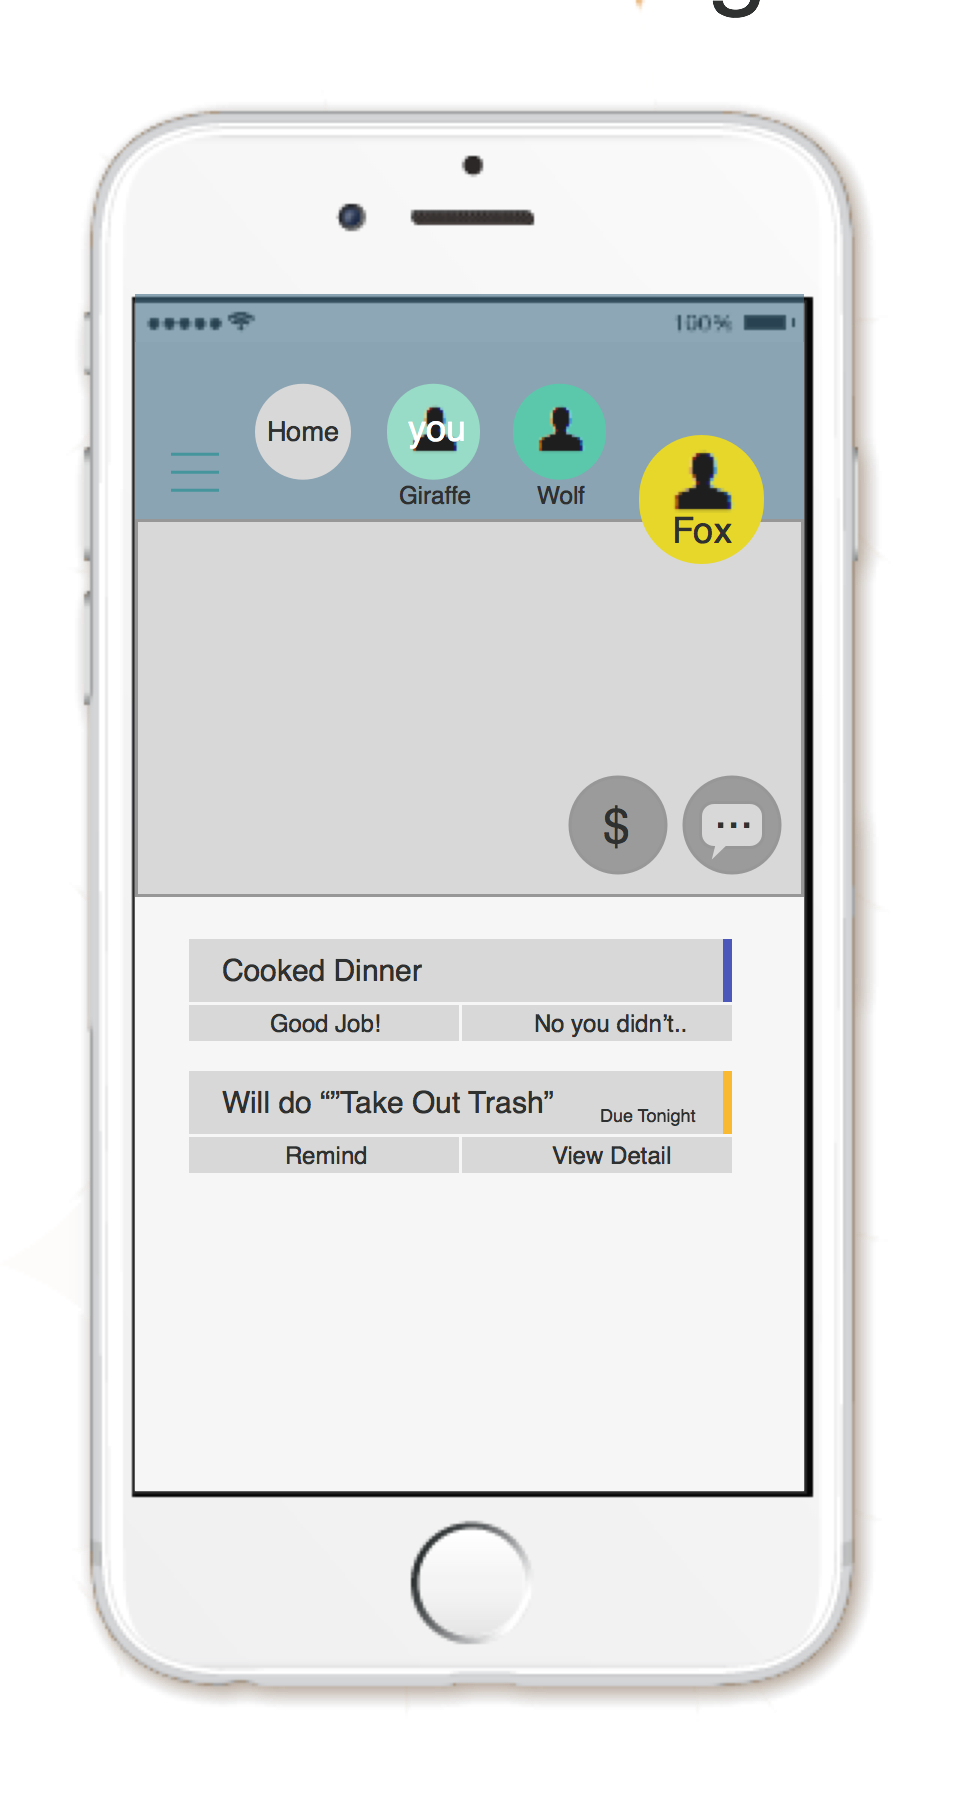 g
100%
Home
you
Giraffe
Wolf
Fox
$
...
Cooked Dinner
Good Job!
No you didn’t..
Will do “”Take Out Trash”
Due Tonight
Remind
View Detail